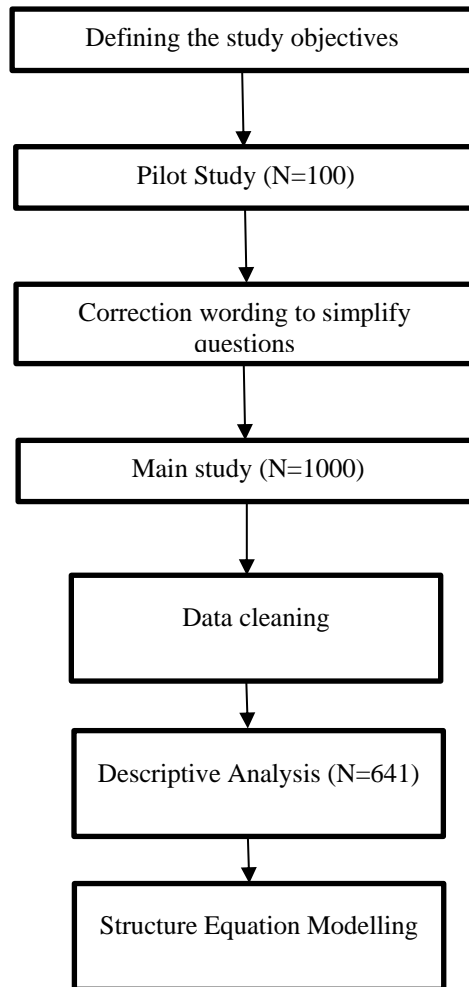 Defining the study objectives
Pilot Study (N=100)
Correction wording to simplify
questions
Main study (N=1000)
Data cleaning
Descriptive Analysis (N=641)
Structure Equation Modelling